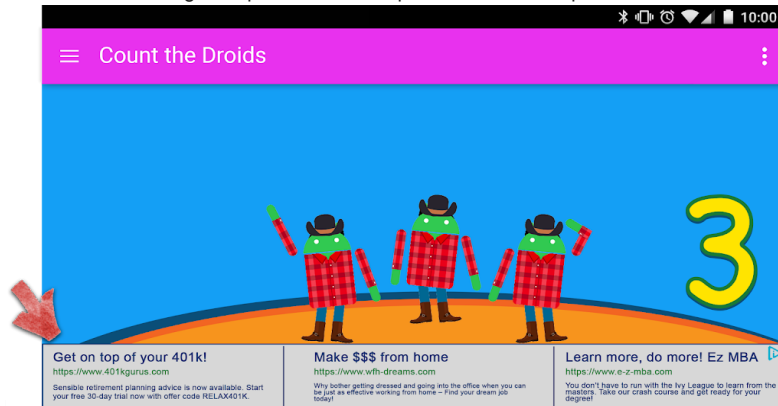 10:00
Count the Droids
3
Get on top of your 401k!
https://www.401kgurus.com
Sensible retirement planning advice is now available. Start
your free 30-day trial now with offer code RELAX401K.
Make $$$ from home
https://www.wfh-dreams.com
Why bother getting dressed and going into the office when you can
be just as effective working from home – Find your dream job
today!
Learn more, do more! Ez MBA
https://www.e-z-mba.com
You don't have to run with the Ivy League to learn from the
masters. Take our crash course and get ready for your
degree!